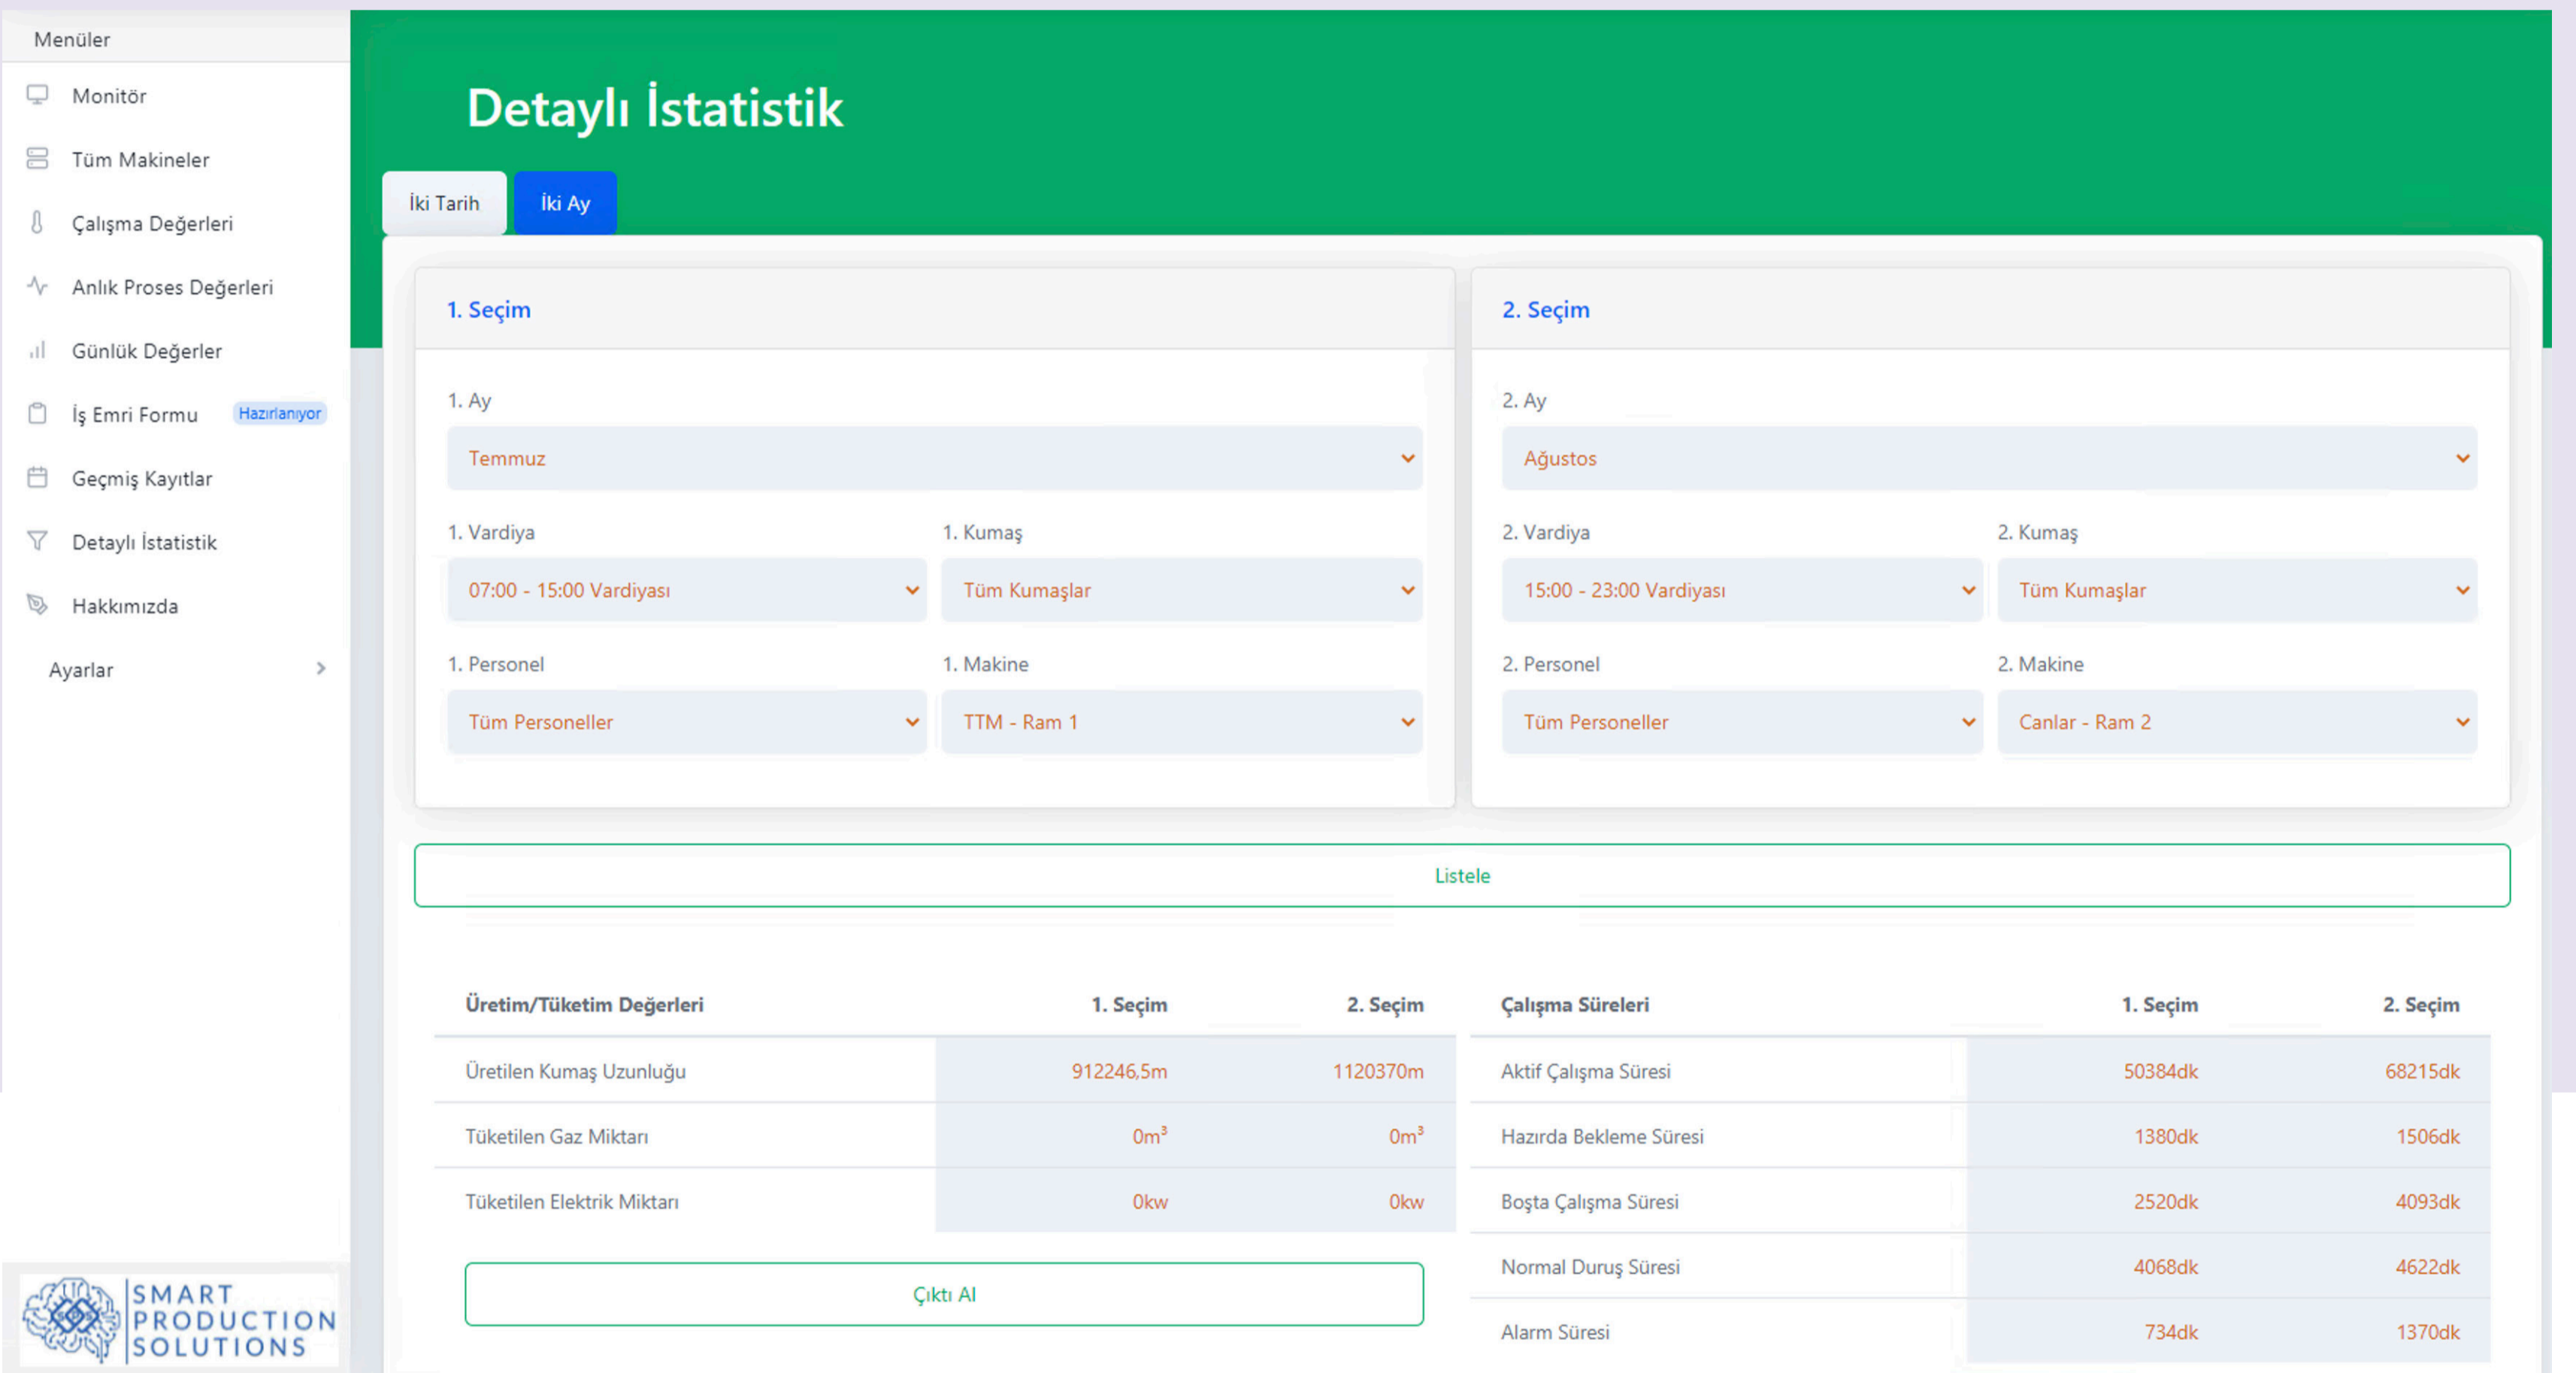 Menüler
Monitör
Tüm Makineler
Çalışma Değerleri
Anlık Proses Değerleri
Günlük Değerler
İş Emri Formu Hazırlanıyor
Geçmiş Kayıtlar
Detaylı İstatistik
Hakkımızda
Ayarlar
SMART
PRODUCTION
SOLUTIONS
Detaylı İstatistik
İki Tarih İki Ay
1. Seçim
1. Ay
Temmuz
1. Vardiya 1. Kumaş
07:00 - 15:00 Vardiyası Tüm Kumaşlar
1. Personel 1. Makine
Tüm Personeller TTM - Ram 1
2. Seçim
2. Ay
Ağustos
2. Vardiya 2. Kumaş
15:00 - 23:00 Vardiyası Tüm Kumaşlar
2. Personel 2. Makine
Tüm Personeller Canlar - Ram 2
Listele
Üretim/Tüketim Değerleri 1. Seçim 2. Seçim
Üretilen Kumaş Uzunluğu 912246,5m 1120370m
Tüketilen Gaz Miktarı 0m³ 0m³
Tüketilen Elektrik Miktarı 0kw 0kw
Çıktı Al
Çalışma Süreleri 1. Seçim 2. Seçim
Aktif Çalışma Süresi 50384dk 68215dk
Hazırda Bekleme Süresi 1380dk 1506dk
Boşta Çalışma Süresi 2520dk 4093dk
Normal Duruş Süresi 4068dk 4622dk
Alarm Süresi 734dk 1370dk